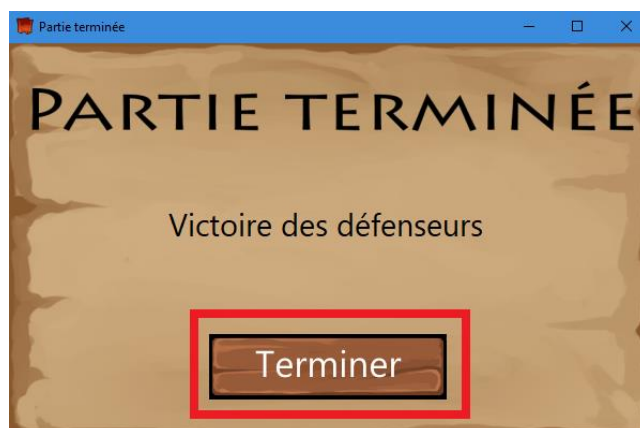 Partie terminée
PARTIE TERMINÉE
Victoire des défenseurs
Terminer